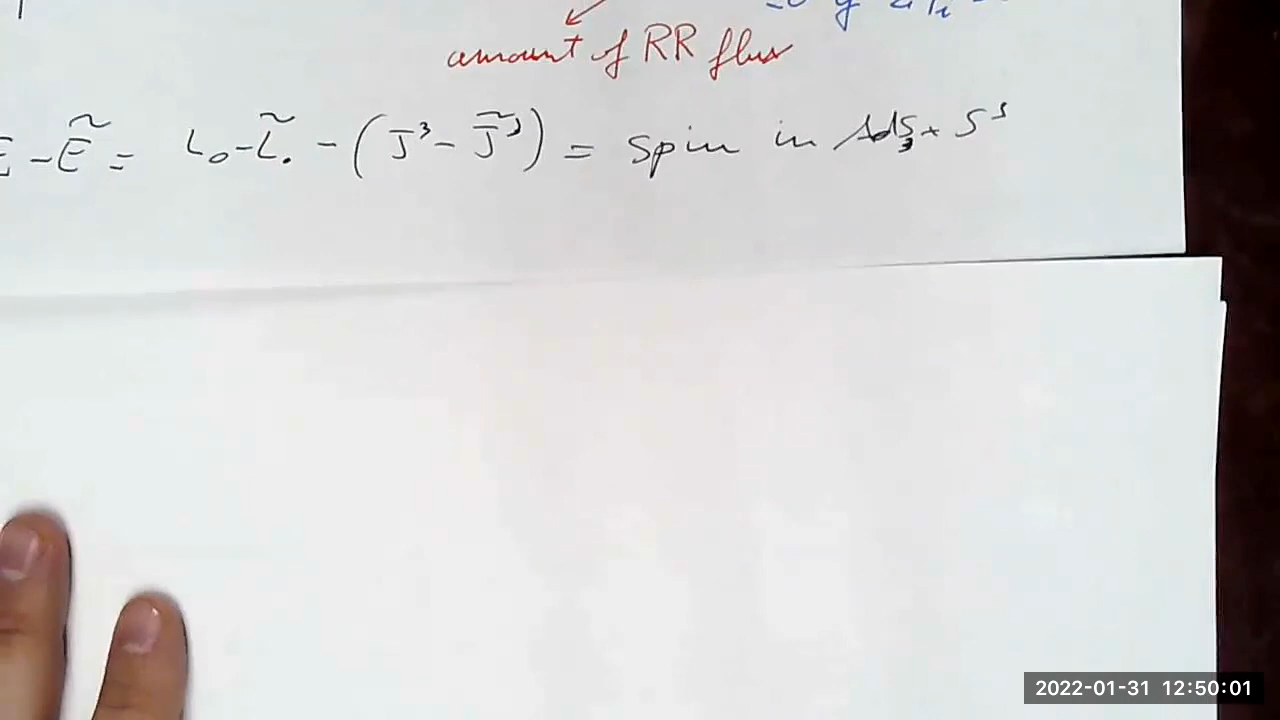 amount of RR flux
E - Ẽ = L₀ - L̃₀ - (J³ - J̃³) = spin in AdS₃ × S³
2022-01-31 12:50:01